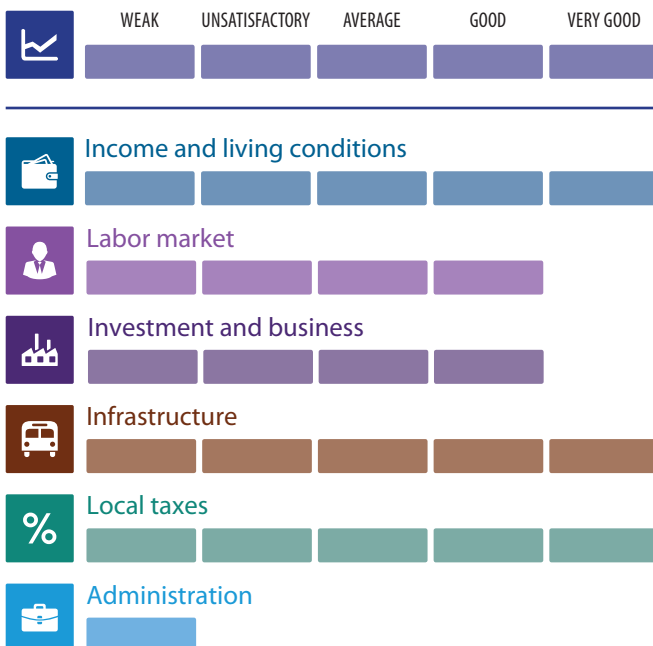 WEAK UNSATISFACTORY AVERAGE GOOD VERY GOOD
Income and living conditions
Labor market
Investment and business
Infrastructure
Local taxes
%
Administration